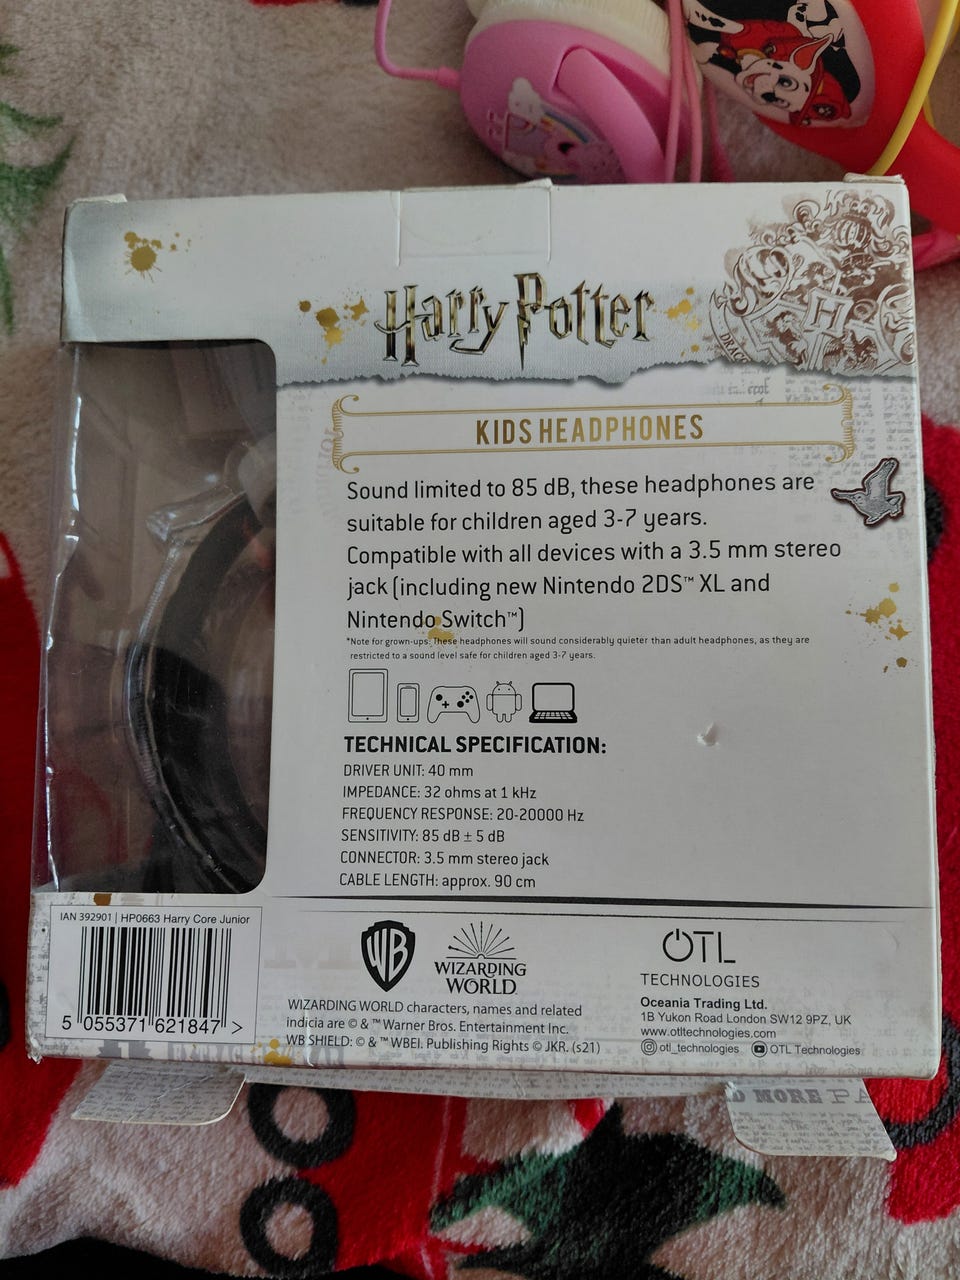 Harry Potter
H
DRAC
KIDS HEADPHONES
Sound limited to 85 dB, these headphones are
suitable for children aged 3-7 years.
Compatible with all devices with a 3.5 mm stereo
jack (including new Nintendo 2DS™ XL and
Nintendo Switch™)
*Note for grown-ups: These headphones will sound considerably quieter than adult headphones, as they are
restricted to a sound level safe for children aged 3-7 years.
TECHNICAL SPECIFICATION:
DRIVER UNIT: 40 mm
IMPEDANCE: 32 ohms at 1 kHz
FREQUENCY RESPONSE: 20-20000 Hz
SENSITIVITY: 85 dB ± 5 dB
CONNECTOR: 3.5 mm stereo jack
CABLE LENGTH: approx. 90 cm
IAN 392901 | HP0663 Harry Core Junior
5 055371 621847 >
WB
WIZARDING
WORLD
WIZARDING WORLD characters, names and related
indicia are © & ™ Warner Bros. Entertainment Inc.
WB SHIELD: © & ™ WBEI. Publishing Rights © JKR. (s21)
OTL
TECHNOLOGIES
Oceania Trading Ltd.
1B Yukon Road London SW12 9PZ, UK
www.otltechnologies.com
otl_technologies OTL Technologies
MORE